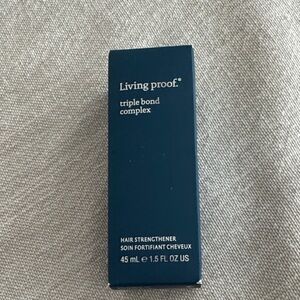 Living proof.®
triple bond
complex
HAIR STRENGTHENER
SOIN FORTIFIANT CHEVEUX
45 mL ℮ 1.5 FL OZ US